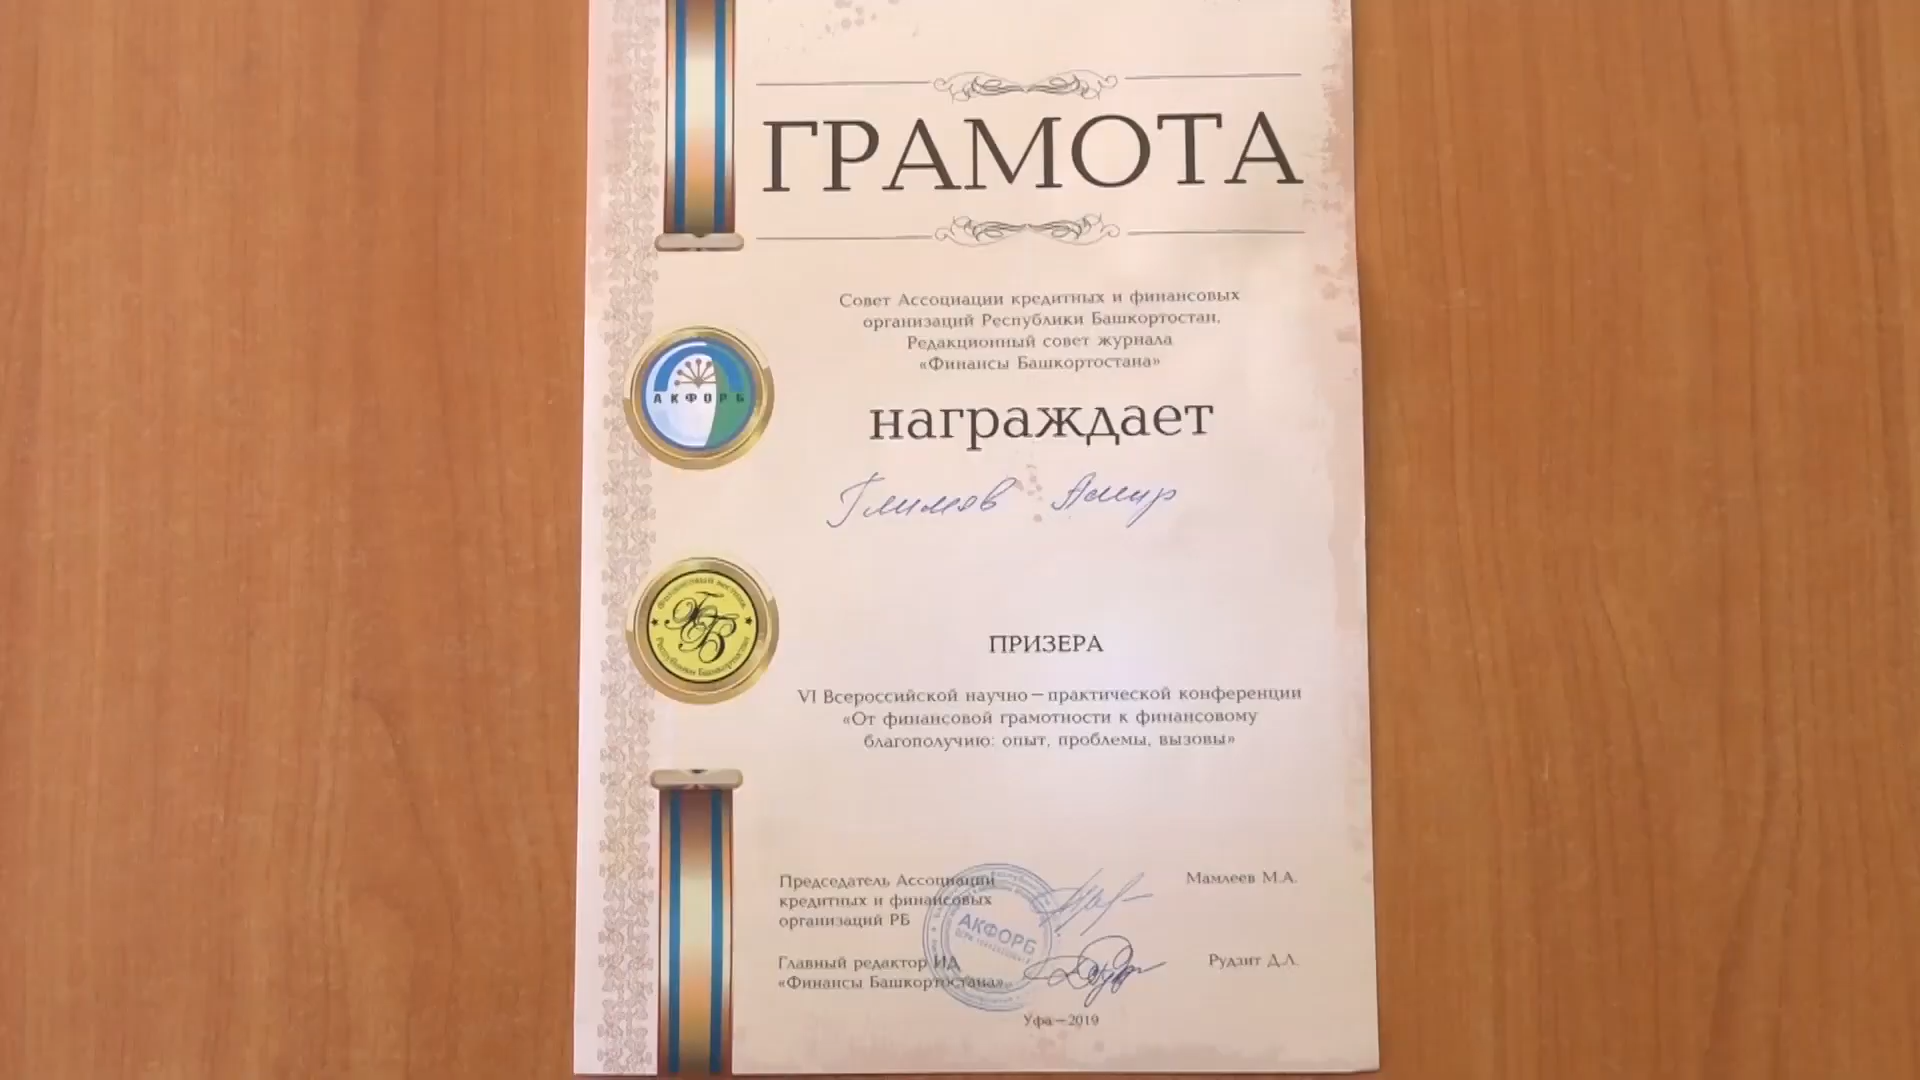 ГРАМОТА
Совет Ассоциации кредитных и финансовых
организаций Республики Башкортостан,
Редакционный совет журнала
«Финансы Башкортостана»
награждает
Амир
АКФОРБ
ПРИЗЕРА
VI Всероссийской научно – практической конференции
«От финансовой грамотности к финансовому
благополучию: опыт, проблемы, вызовы»
Председатель Ассоциации
кредитных и финансовых
организаций РБ
Мамлеев М.А.
АКФОРБ
Главный редактор ИД
«Финансы Башкортостана»
Рудзит Д.Л.
Уфа – 2019